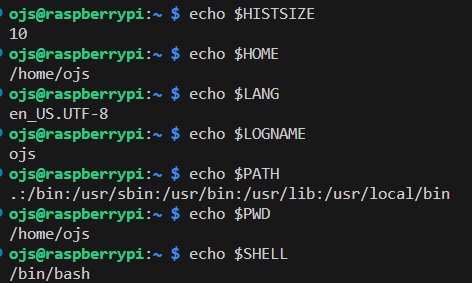 ojs@raspberrypi:~ $ echo $HISTSIZE
10
ojs@raspberrypi:~ $ echo $HOME
/home/ojs
ojs@raspberrypi:~ $ echo $LANG
en_US.UTF-8
ojs@raspberrypi:~ $ echo $LOGNAME
ojs
ojs@raspberrypi:~ $ echo $PATH
.:/bin:/usr/sbin:/usr/bin:/usr/lib:/usr/local/bin
ojs@raspberrypi:~ $ echo $PWD
/home/ojs
ojs@raspberrypi:~ $ echo $SHELL
/bin/bash